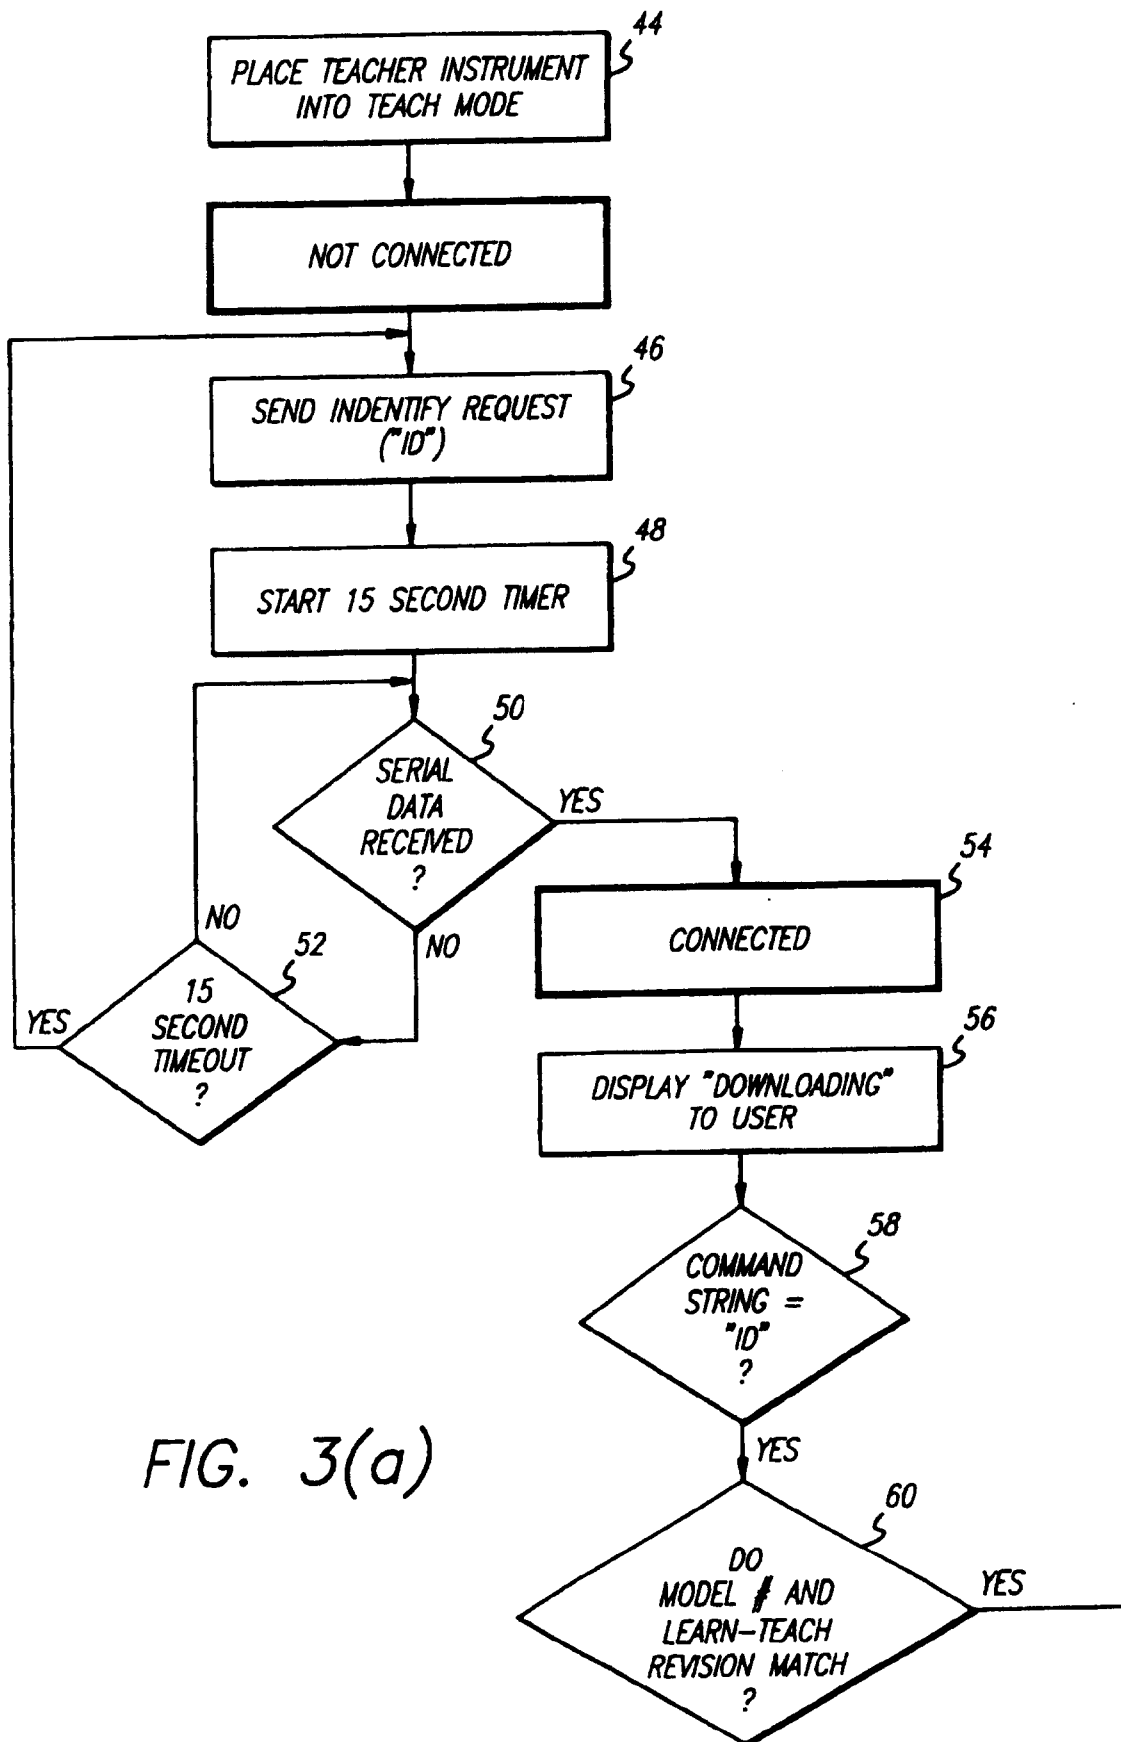 44
PLACE TEACHER INSTRUMENT
INTO TEACH MODE
NOT CONNECTED
46
SEND INDENTIFY REQUEST
("ID")
48
START 15 SECOND TIMER
50
SERIAL
DATA
RECEIVED
?
YES
NO
54
CONNECTED
NO
52
15
SECOND
TIMEOUT
?
YES
56
DISPLAY "DOWNLOADING"
TO USER
58
COMMAND
STRING =
"ID"
?
YES
FIG. 3(a)
60
DO
MODEL # AND
LEARN-TEACH
REVISION MATCH
?
YES